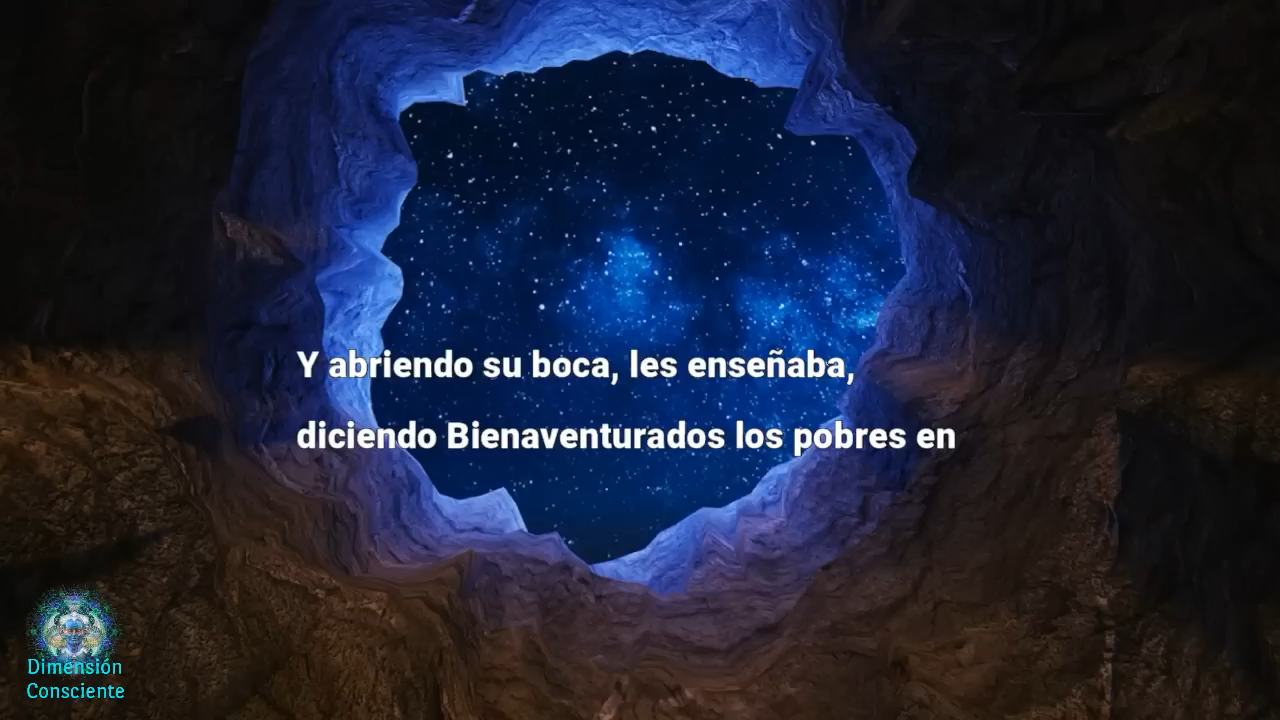 Y abriendo su boca, les enseñaba,
diciendo Bienaventurados los pobres en
Dimensión
Consciente